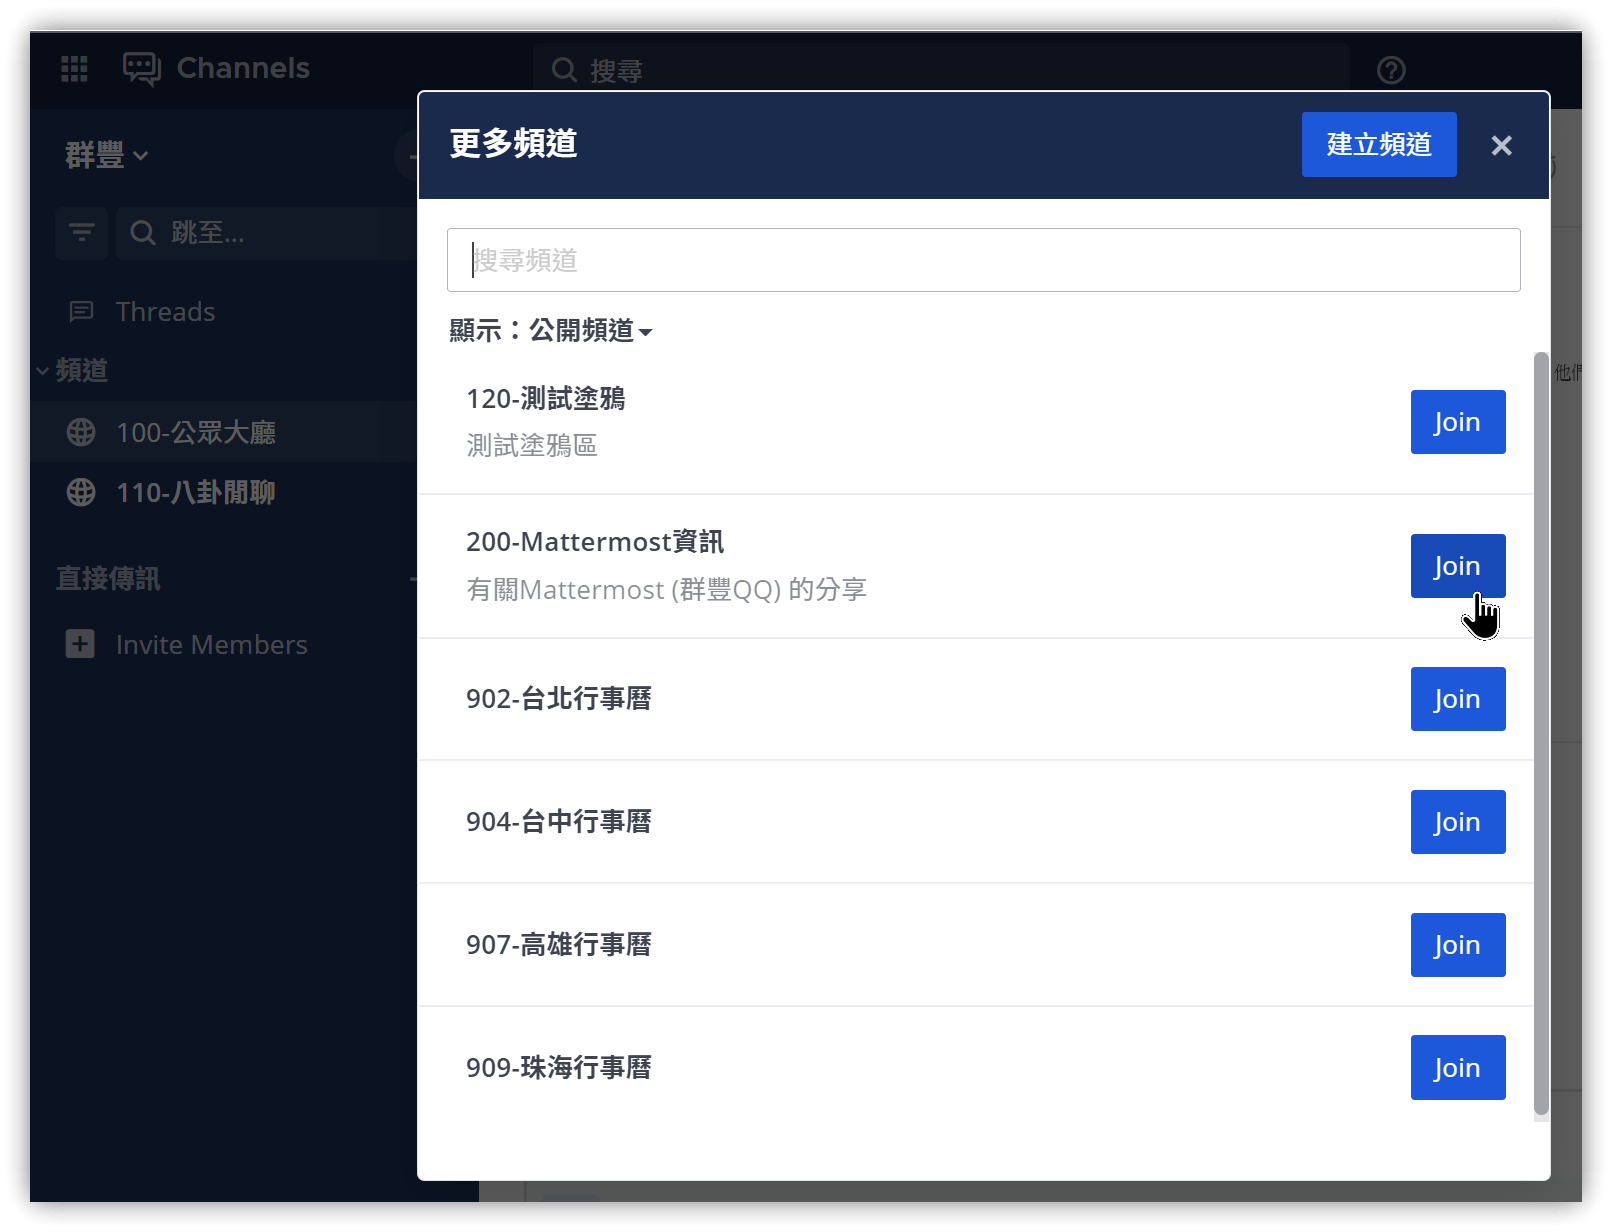 Channels
搜尋
群豐
跳至...
Threads
頻道
100-公眾大廳
110-八卦閒聊
直接傳訊
Invite Members
更多頻道
建立頻道
搜尋頻道
顯示：公開頻道
120-測試塗鴉
測試塗鴉區
Join
200-Mattermost資訊
有關Mattermost (群豐QQ) 的分享
Join
902-台北行事曆
Join
904-台中行事曆
Join
907-高雄行事曆
Join
909-珠海行事曆
Join
他們